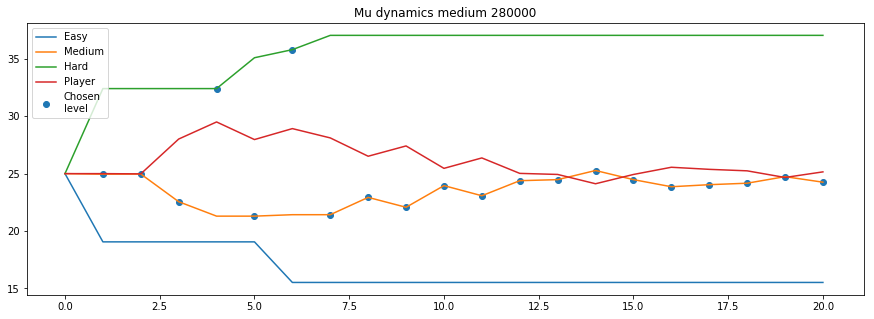 Mu dynamics medium 280000
Easy
Medium
Hard
Player
Chosen
level
35
30
25
20
15
0.0 2.5 5.0 7.5 10.0 12.5 15.0 17.5 20.0